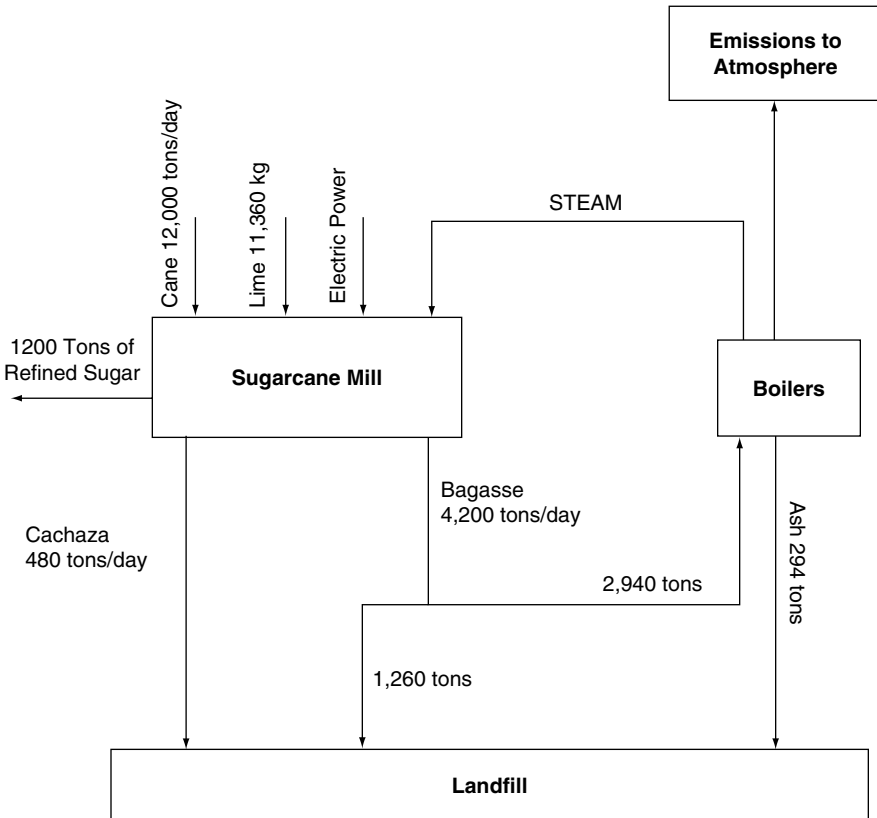 Emissions to
Atmosphere
Cane 12,000 tons/day
Lime 11,360 kg
Electric Power
STEAM
1200 Tons of
Refined Sugar
Sugarcane Mill
Boilers
Cachaza
480 tons/day
Bagasse
4,200 tons/day
2,940 tons
Ash 294 tons
1,260 tons
Landfill